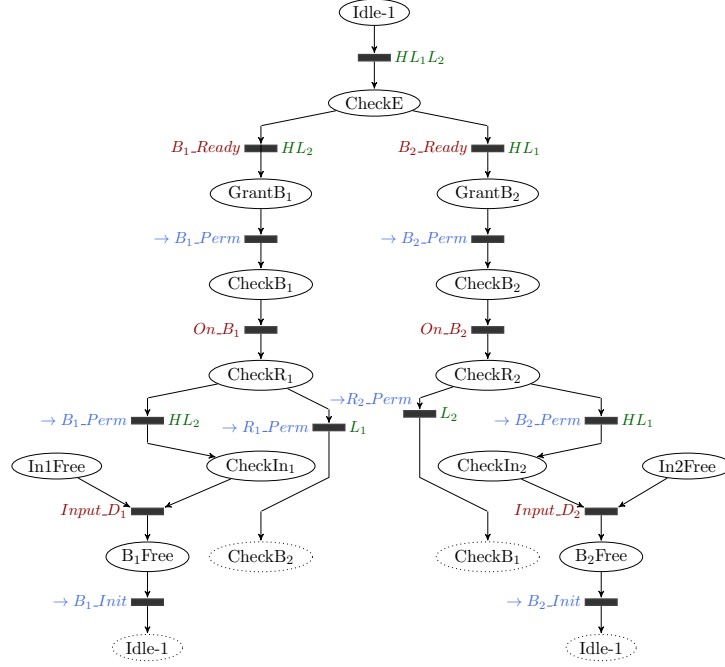 Idle-1
HL₁L₂
CheckE
B₁_Ready HL₂ B₂_Ready HL₁
GrantB₁ GrantB₂
→ B₁_Perm → B₂_Perm
CheckB₁ CheckB₂
On_B₁ On_B₂
CheckR₁ CheckR₂
→R₂_Perm
→ B₁_Perm HL₂ → R₁_Perm L₁ L₂ → B₂_Perm HL₁
In1Free CheckIn₁ CheckIn₂ In2Free
Input_D₁ Input_D₂
B₁Free CheckB₂ CheckB₁ B₂Free
→ B₁_Init → B₂_Init
Idle-1 Idle-1